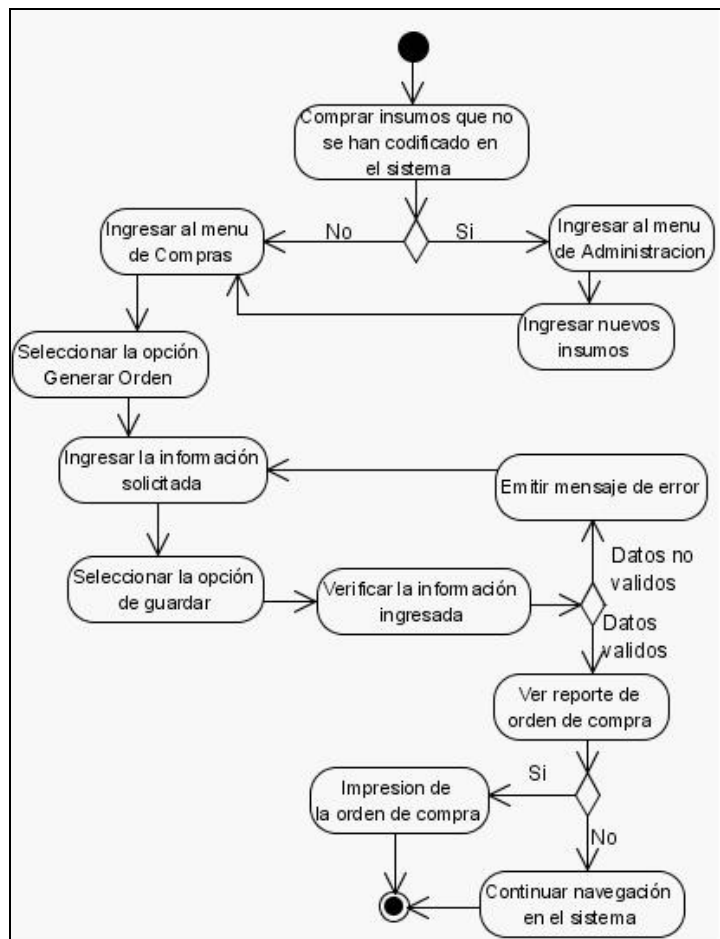 Comprar insumos que no
se han codificado en
el sistema
Ingresar al menu
de Compras
No
Si
Ingresar al menu
de Administracion
Ingresar nuevos
insumos
Seleccionar la opción
Generar Orden
Ingresar la información
solicitada
Emitir mensaje de error
Datos no
validos
Seleccionar la opción
de guardar
Verificar la información
ingresada
Datos
validos
Ver reporte de
orden de compra
Si
Impresion de
la orden de compra
No
Continuar navegación
en el sistema